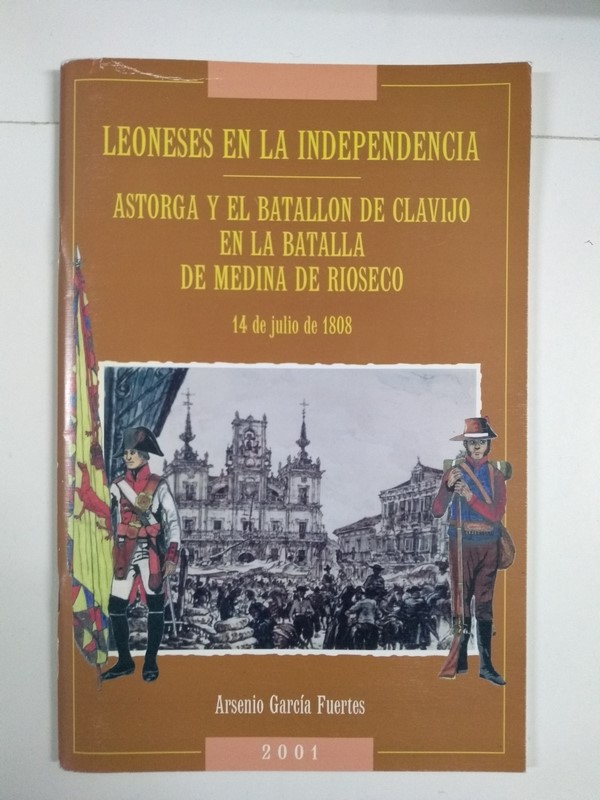 LEONESES EN LA INDEPENDENCIA
ASTORGA Y EL BATALLON DE CLAVIJO
EN LA BATALLA
DE MEDINA DE RIOSECO
14 de julio de 1808
Arsenio García Fuertes
2001